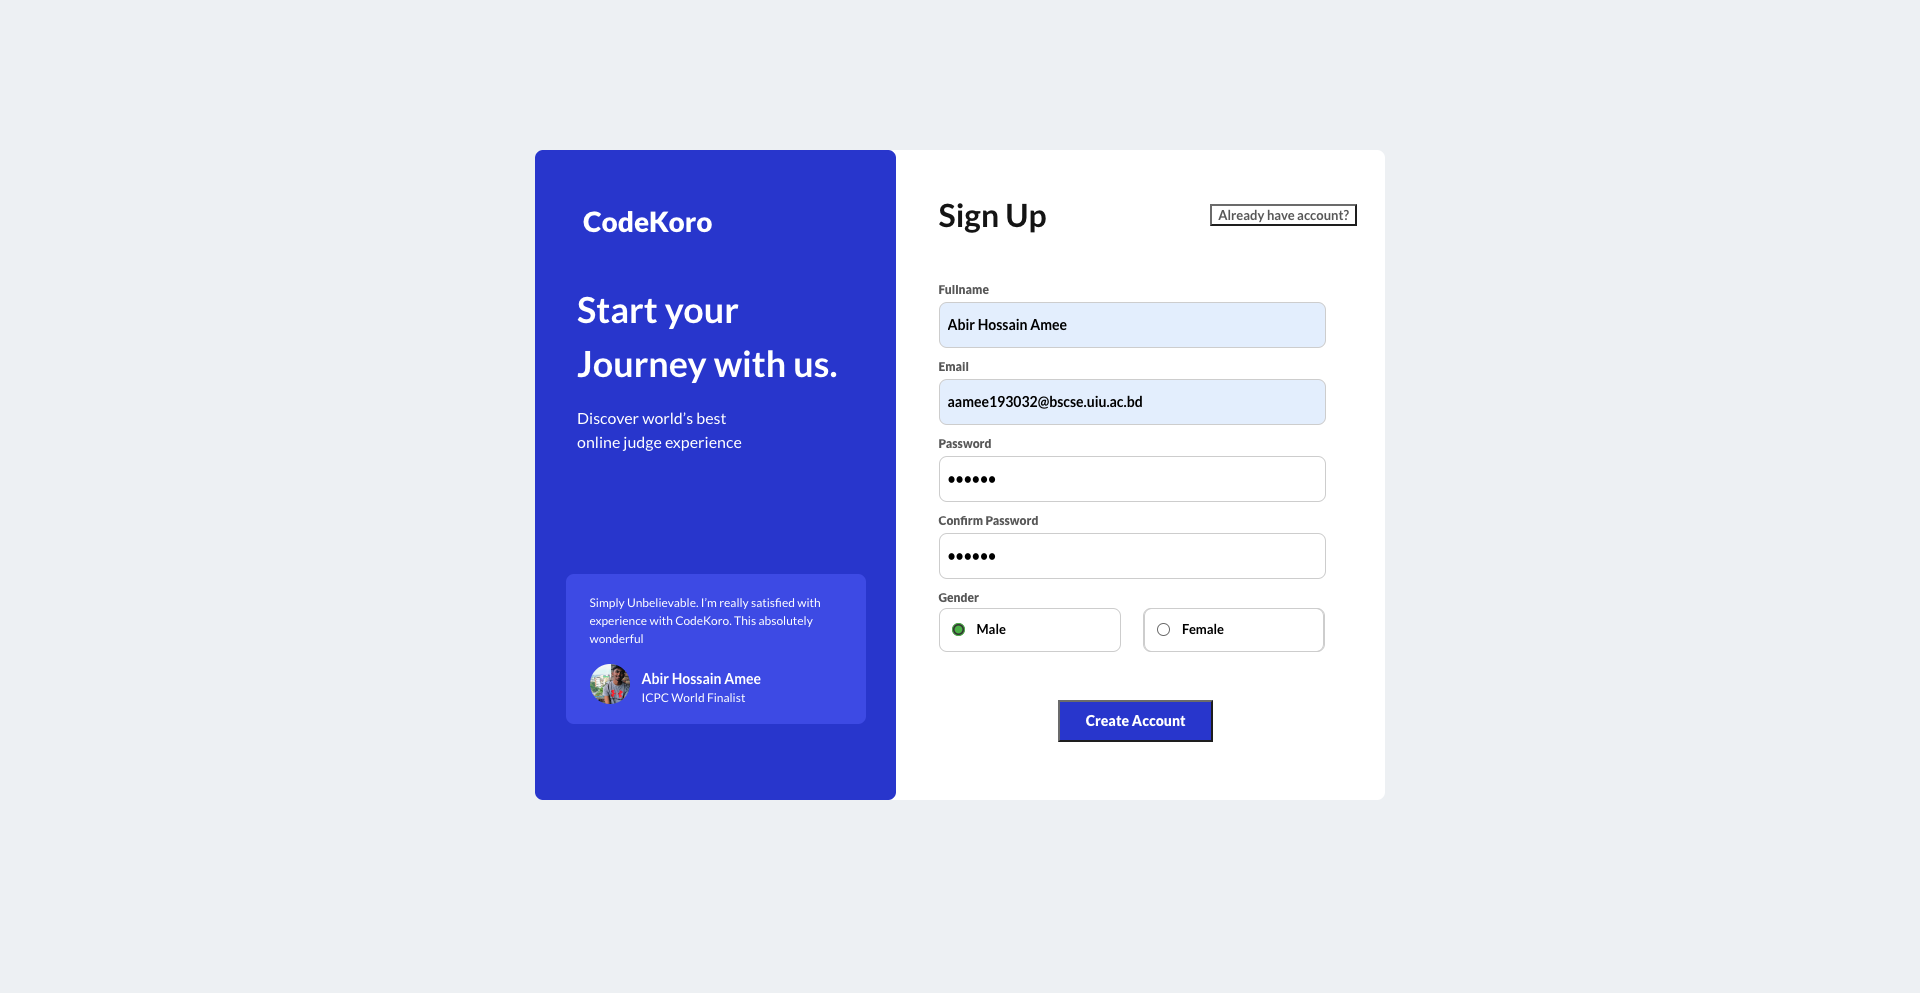 CodeKoro
Start your
Journey with us.
Discover world's best
online judge experience
Simply Unbelievable. I'm really satisfied with
experience with CodeKoro. This absolutely
wonderful
Abir Hossain Amee
ICPC World Finalist
Sign Up
Already have account?
Fullname
Abir Hossain Amee
Email
aamee193032@bscse.uiu.ac.bd
Password
••••••
Confirm Password
••••••
Gender
Male
Female
Create Account